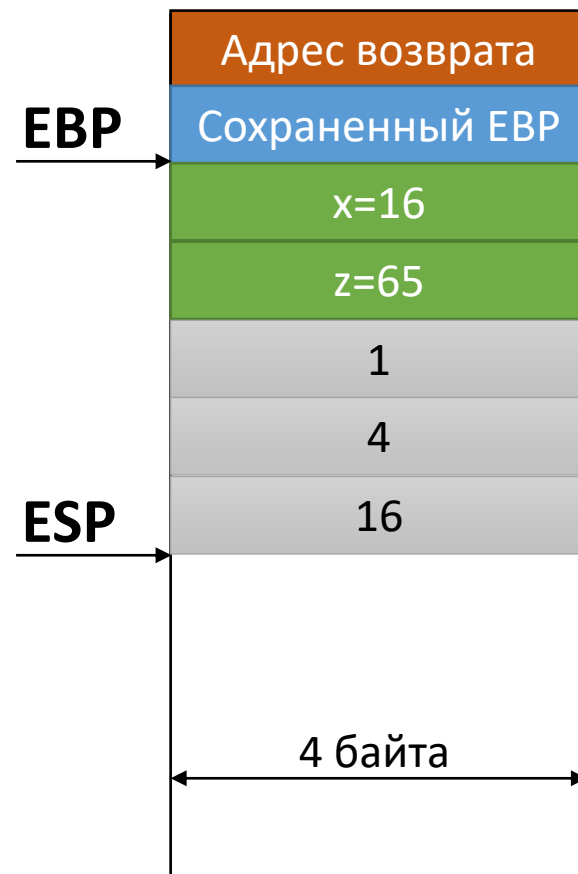 Адрес возврата
EBP
Сохраненный EBP
x=16
z=65
1
4
16
ESP
4 байта